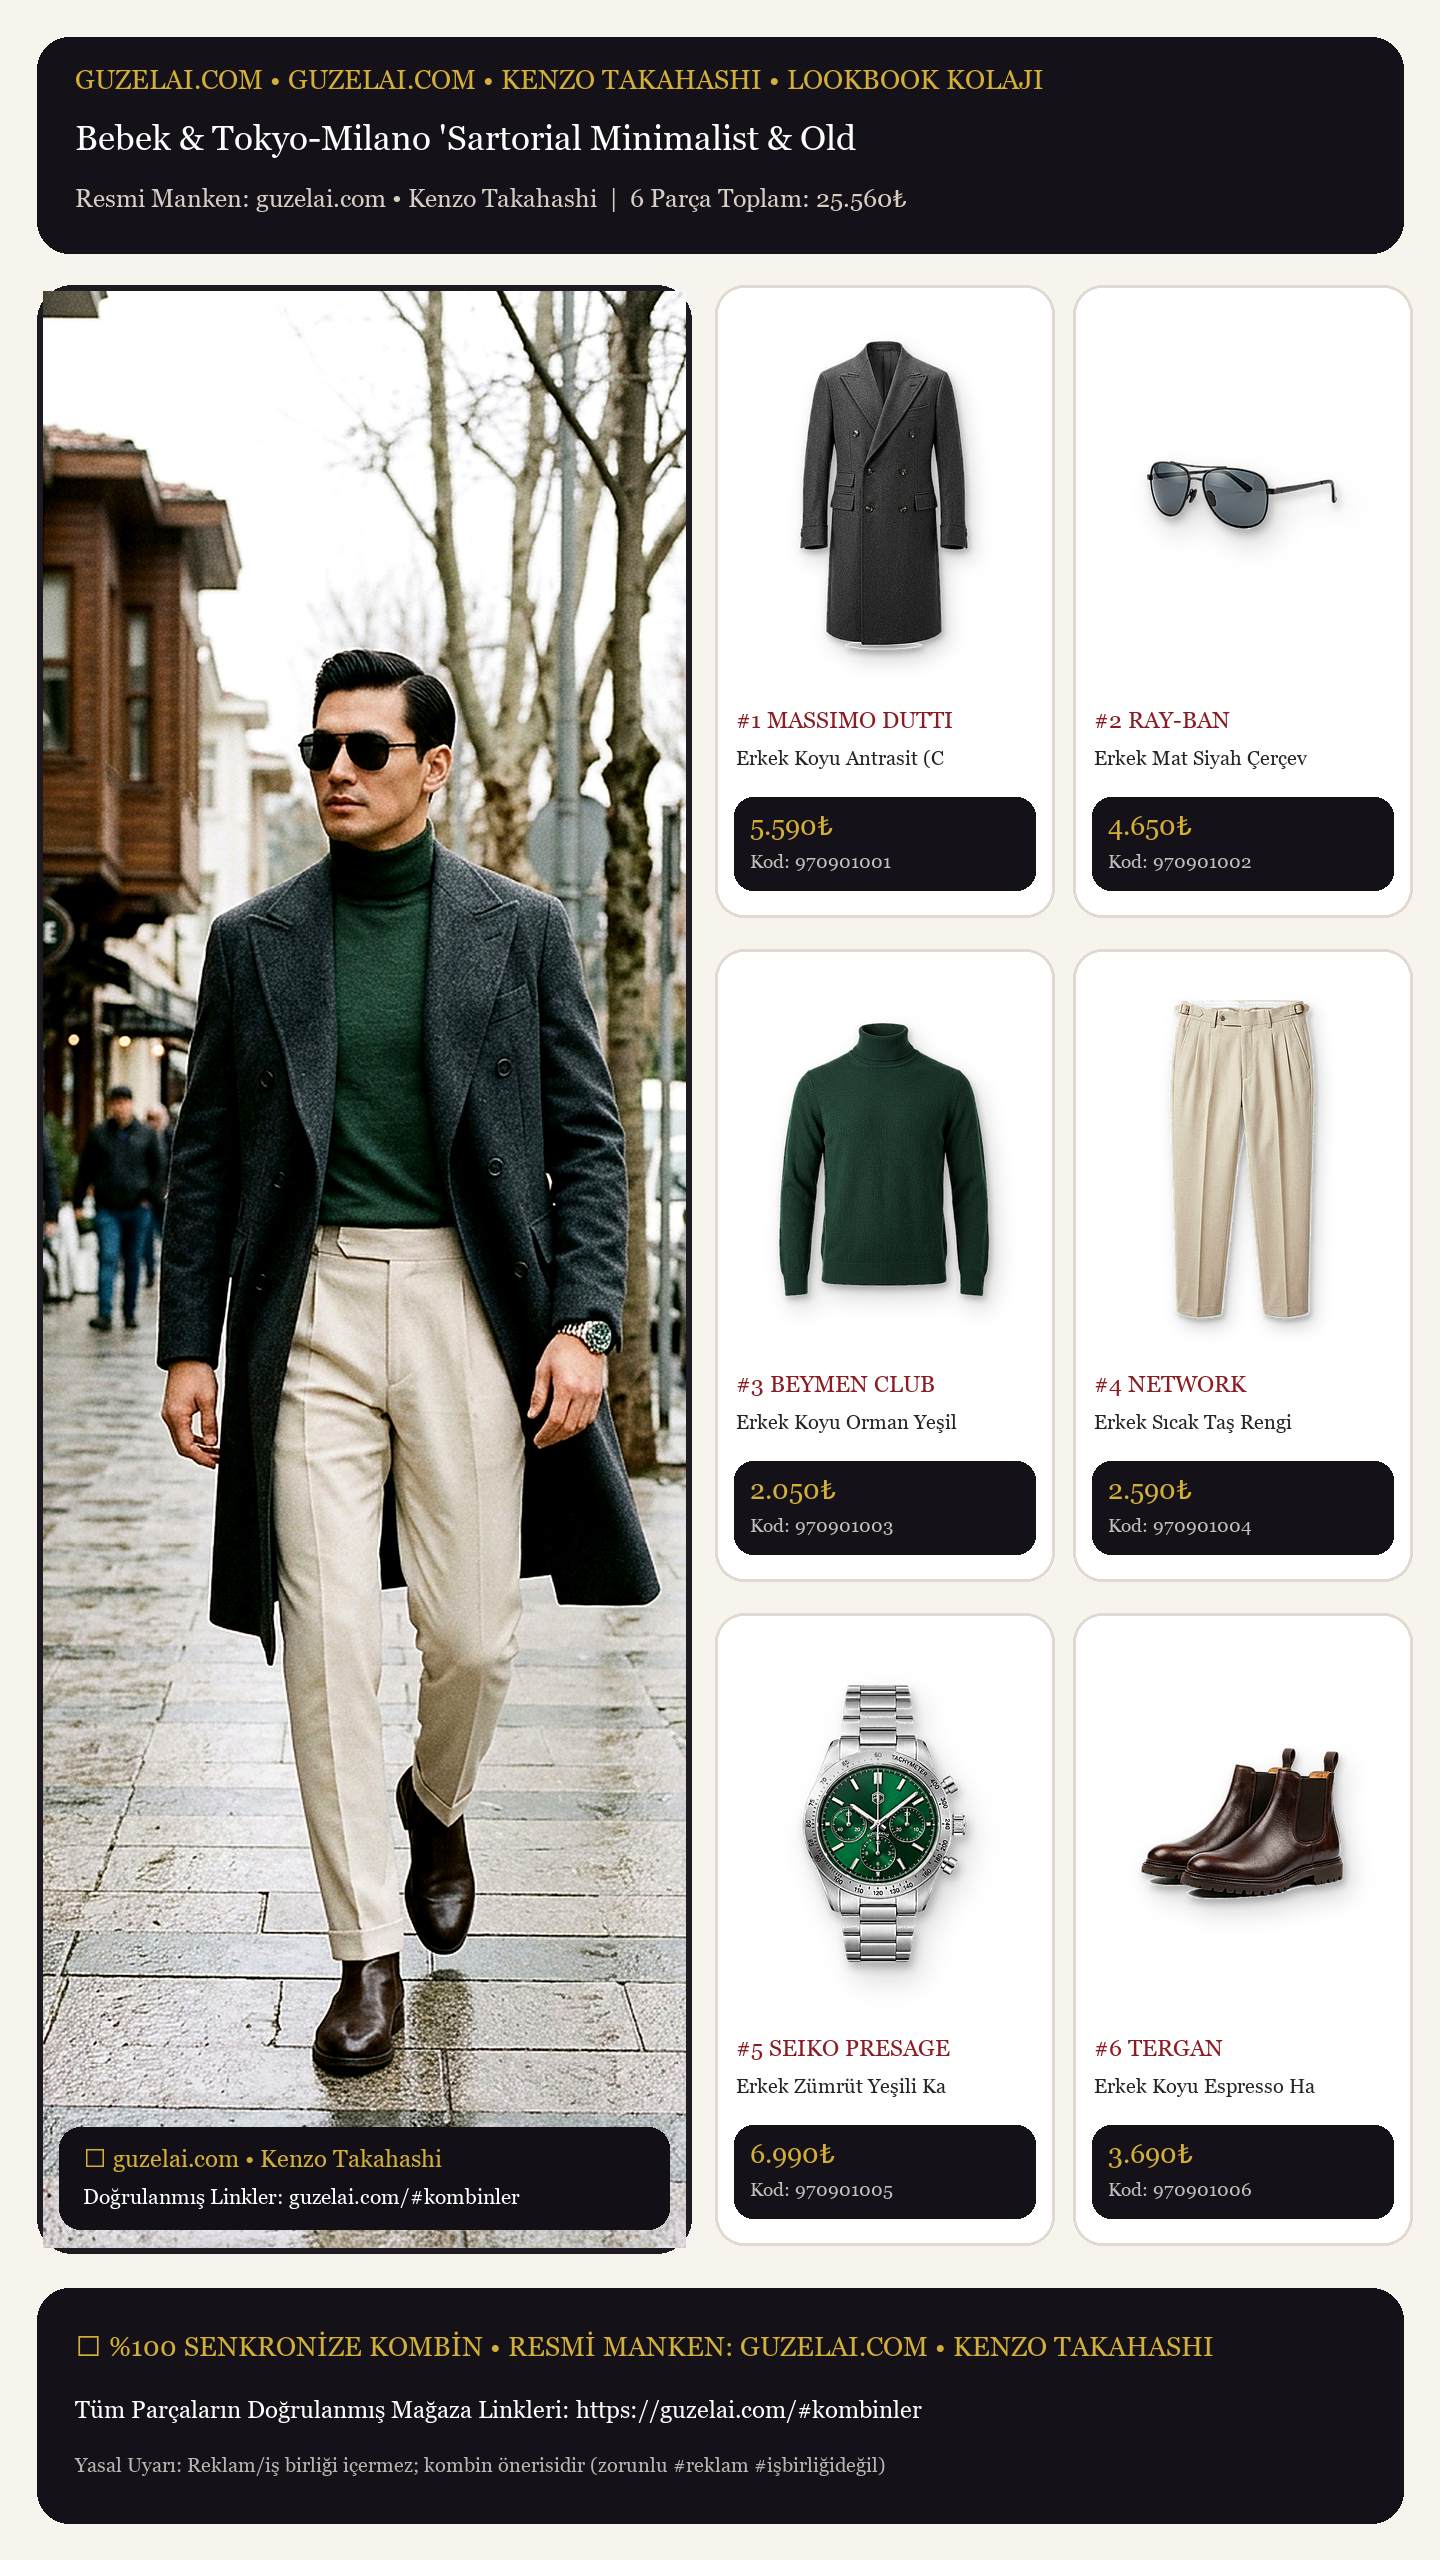 GUZELAI.COM • GUZELAI.COM • KENZO TAKAHASHI • LOOKBOOK KOLAJI
Bebek & Tokyo-Milano 'Sartorial Minimalist & Old
Resmi Manken: guzelai.com • Kenzo Takahashi | 6 Parça Toplam: 25.560₺
#1 MASSIMO DUTTI
Erkek Koyu Antrasit (C
5.590₺
Kod: 970901001
#2 RAY-BAN
Erkek Mat Siyah Çerçev
4.650₺
Kod: 970901002
#3 BEYMEN CLUB
Erkek Koyu Orman Yeşil
2.050₺
Kod: 970901003
#4 NETWORK
Erkek Sıcak Taş Rengi
2.590₺
Kod: 970901004
TACHYMETER
#5 SEIKO PRESAGE
Erkek Zümrüt Yeşili Ka
6.990₺
Kod: 970901005
#6 TERGAN
Erkek Koyu Espresso Ha
3.690₺
Kod: 970901006
guzelai.com • Kenzo Takahashi
Doğrulanmış Linkler: guzelai.com/#kombinler
%100 SENKRONİZE KOMBİN • RESMİ MANKEN: GUZELAI.COM • KENZO TAKAHASHI
Tüm Parçaların Doğrulanmış Mağaza Linkleri: https://guzelai.com/#kombinler
Yasal Uyarı: Reklam/iş birliği içermez; kombin önerisidir (zorunlu #reklam #işbirliğideğil)